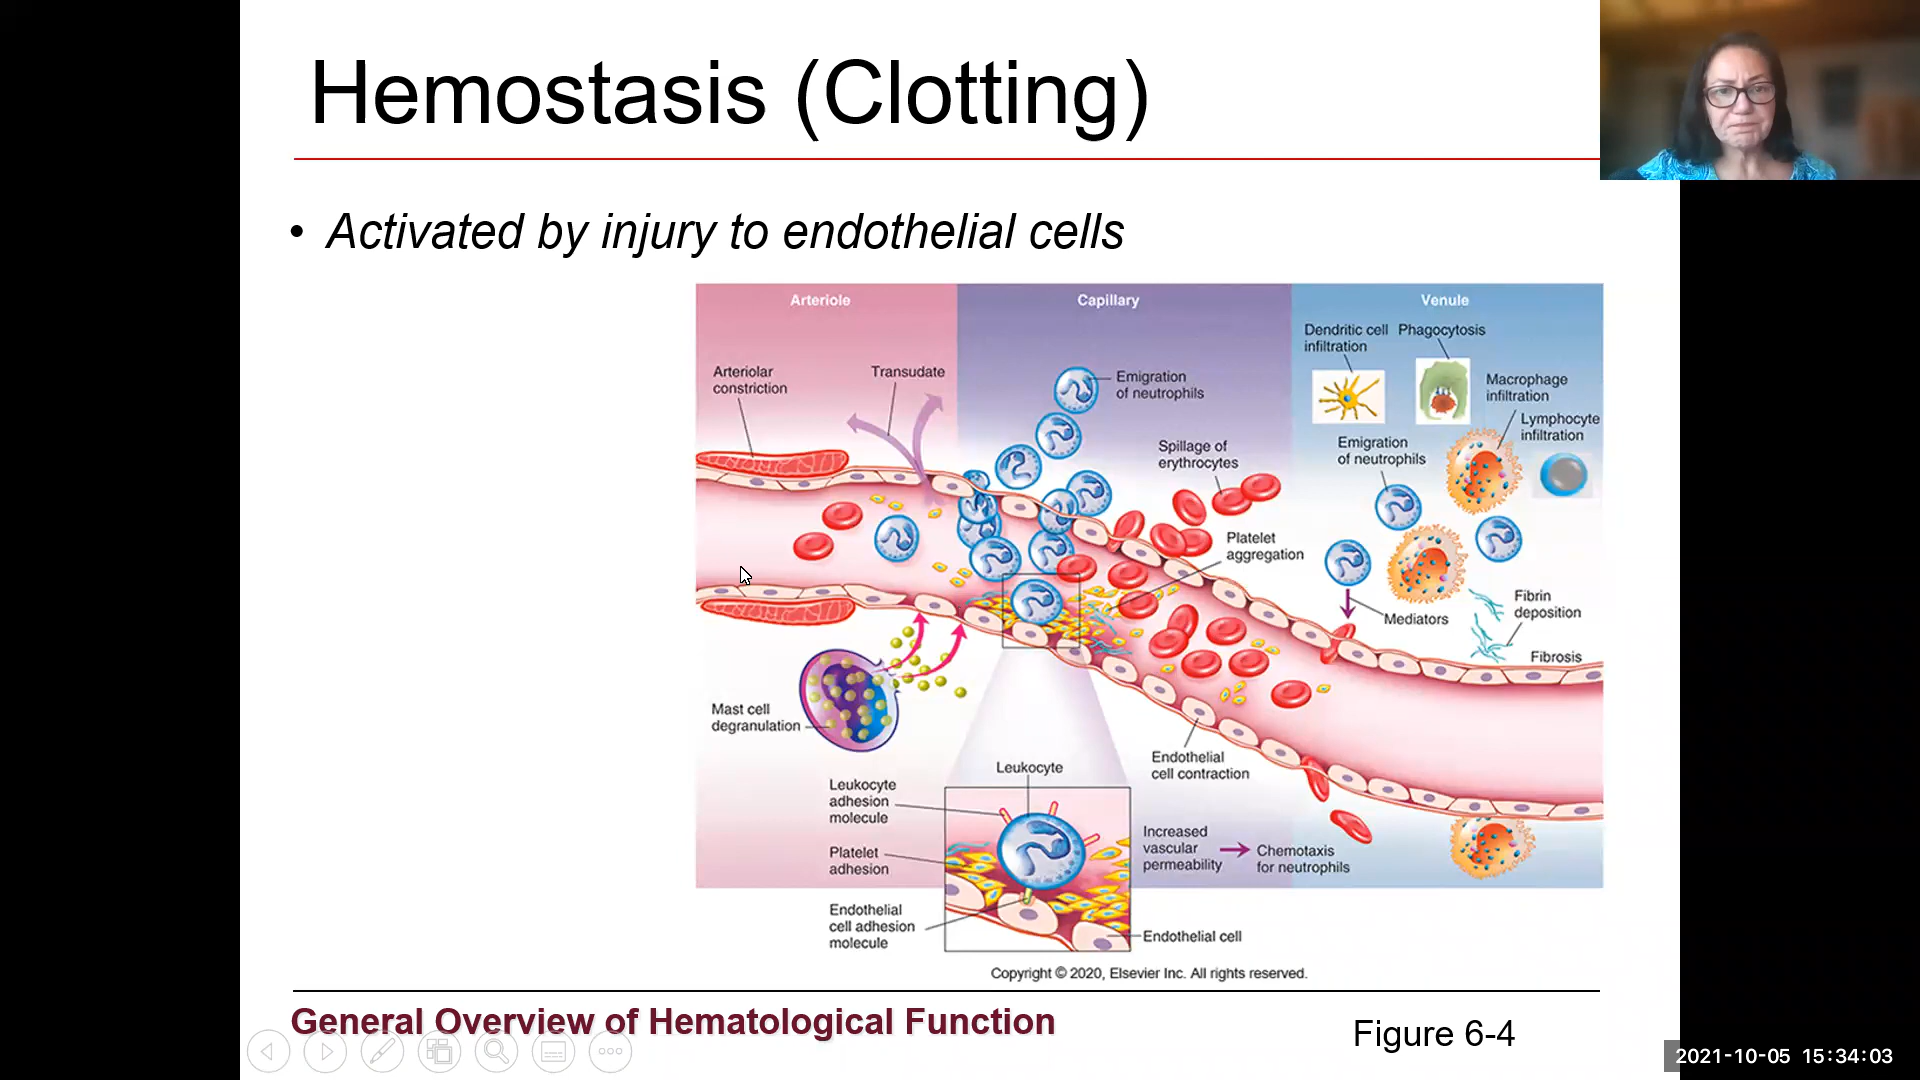 Hemostasis (Clotting)
• Activated by injury to endothelial cells
Arteriole
Capillary
Venule
Arteriolar
constriction
Transudate
Emigration
of neutrophils
Spillage of
erythrocytes
Platelet
aggregation
Dendritic cell
infiltration
Phagocytosis
Macrophage
infiltration
Lymphocyte
infiltration
Emigration
of neutrophils
Mediators
Fibrin
deposition
Fibrosis
Mast cell
degranulation
Endothelial
cell contraction
Leukocyte
Leukocyte
adhesion
molecule
Platelet
adhesion
Endothelial
cell adhesion
molecule
Endothelial cell
Increased
vascular
permeability
Chemotaxis
for neutrophils
Copyright © 2020, Elsevier Inc. All rights reserved.
General Overview of Hematological Function
Figure 6-4
2021-10-05 15:34:03